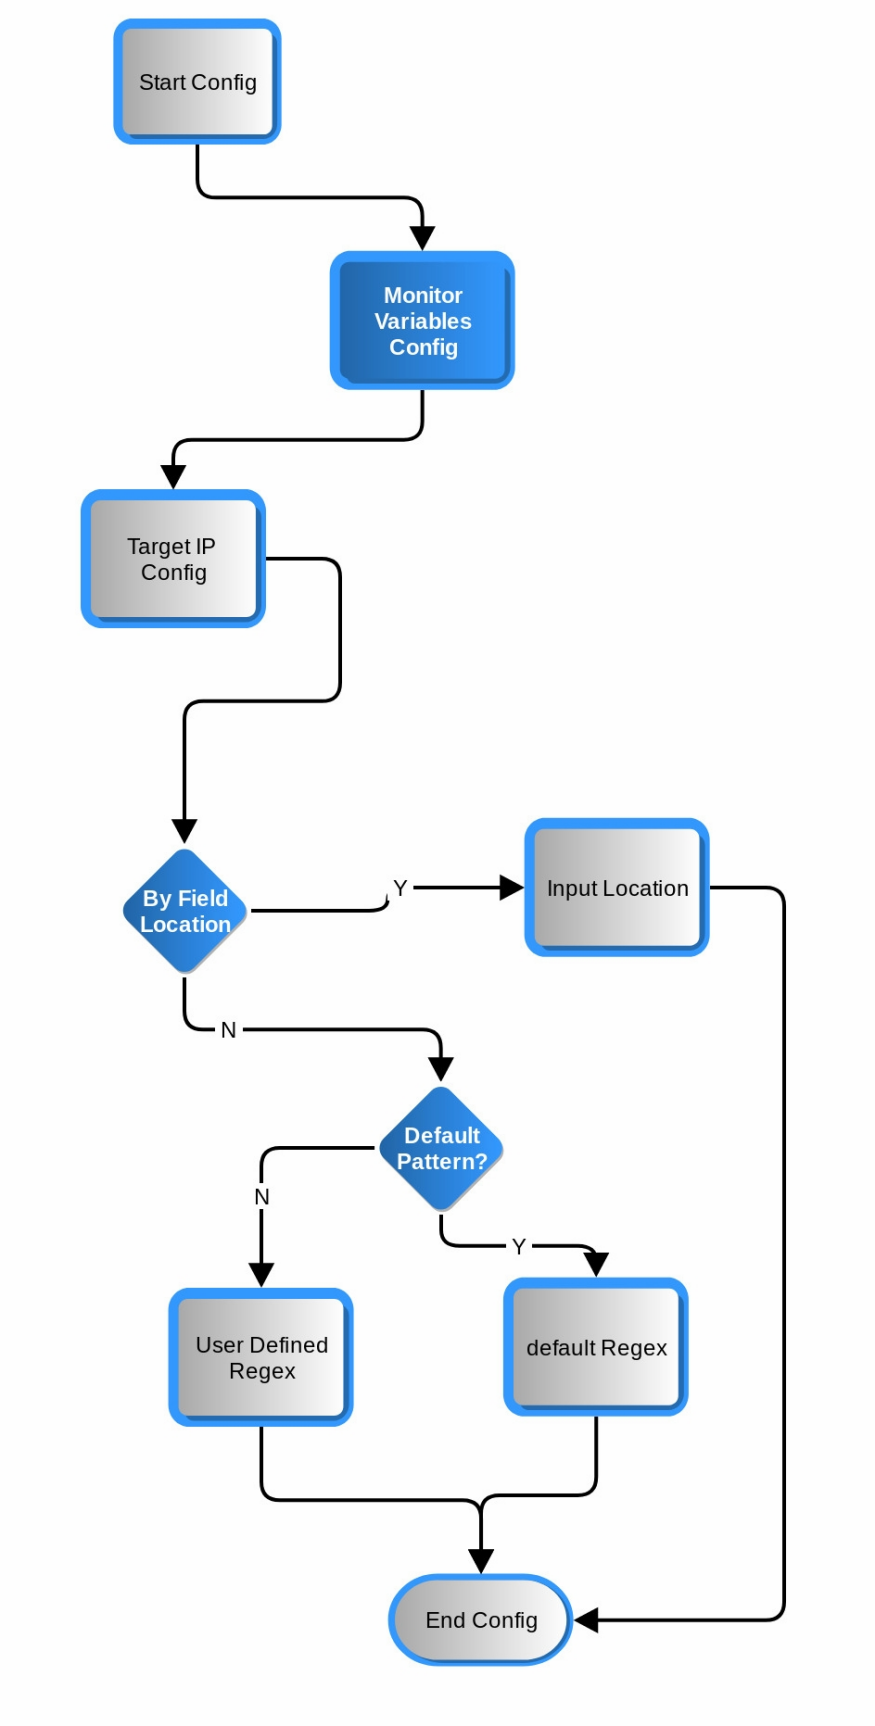 Start Config
Monitor
Variables
Config
Target IP
Config
By Field
Location
Y
Input Location
N
Default
Pattern?
N
Y
User Defined
Regex
default Regex
End Config